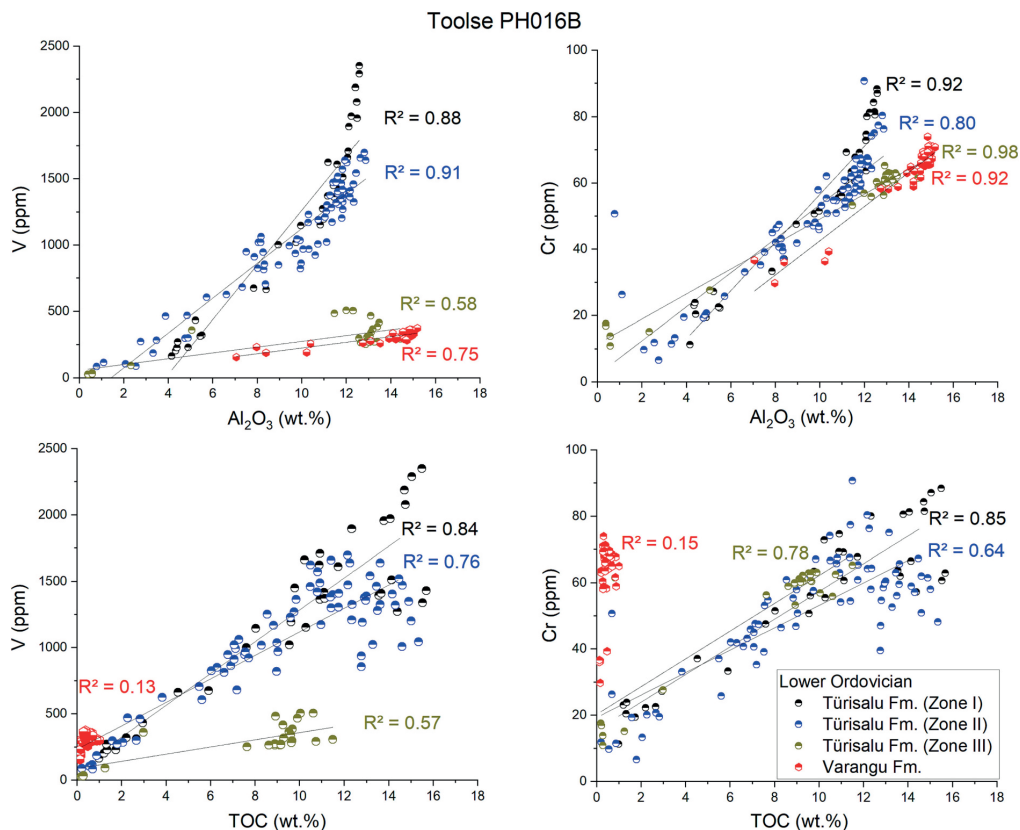 Toolse PH016B
2500
2000
1500
1000
500
0
V (ppm)
R² = 0.88
R² = 0.91
R² = 0.58
R² = 0.75
0 2 4 6 8 10 12 14 16 18
Al₂O₃ (wt.%)
100
80
60
40
20
0
Cr (ppm)
R² = 0.92
R² = 0.80
R² = 0.98
R² = 0.92
0 2 4 6 8 10 12 14 16 18
Al₂O₃ (wt.%)
2500
2000
1500
1000
500
0
V (ppm)
R² = 0.84
R² = 0.76
R² = 0.13
R² = 0.57
0 2 4 6 8 10 12 14 16 18
TOC (wt.%)
100
80
60
40
20
0
Cr (ppm)
R² = 0.15
R² = 0.78
R² = 0.85
R² = 0.64
Lower Ordovician
Türisalu Fm. (Zone I)
Türisalu Fm. (Zone II)
Türisalu Fm. (Zone III)
Varangu Fm.
0 2 4 6 8 10 12 14 16 18
TOC (wt.%)